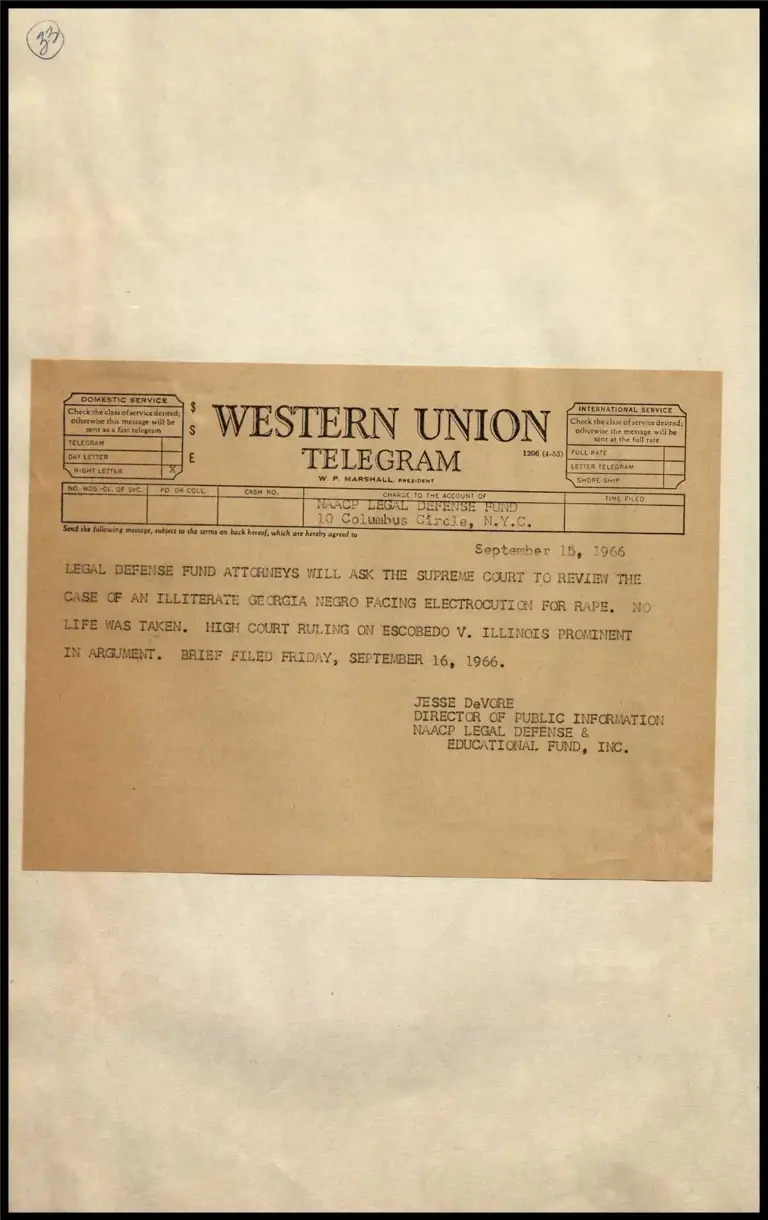 33
DOMESTIC SERVICE
Check the class of service desired;
otherwise this message will be
sent as a fast telegram
TELEGRAM
DAY LETTER
NIGHT LETTER X
$
S
E
WESTERN UNION
TELEGRAM
1206 (4-55)
W. P. MARSHALL, PRESIDENT
INTERNATIONAL SERVICE
Check the class of service desired;
otherwise the message will be
sent at the full rate
FULL RATE
LETTER TELEGRAM
SHORE SHIP
NO. WDS.-CL. OF SVC. PD. OR COLL. CASH NO. CHARGE TO THE ACCOUNT OF TIME FILED
NAACP LEGAL DEFENSE FUND
10 Columbus Circle, N.Y.C.
Send the following message, subject to the terms on back hereof, which are hereby agreed to
September 15, 1966
LEGAL DEFENSE FUND ATTORNEYS WILL ASK THE SUPREME COURT TO REVIEW THE
CASE OF AN ILLITERATE GEORGIA NEGRO FACING ELECTROCUTION FOR RAPE. NO
LIFE WAS TAKEN. HIGH COURT RULING ON ESCOBEDO V. ILLINOIS PROMINENT
IN ARGUMENT. BRIEF FILED FRIDAY, SEPTEMBER 16, 1966.
JESSE DeVORE
DIRECTOR OF PUBLIC INFORMATION
NAACP LEGAL DEFENSE &
EDUCATIONAL FUND, INC.